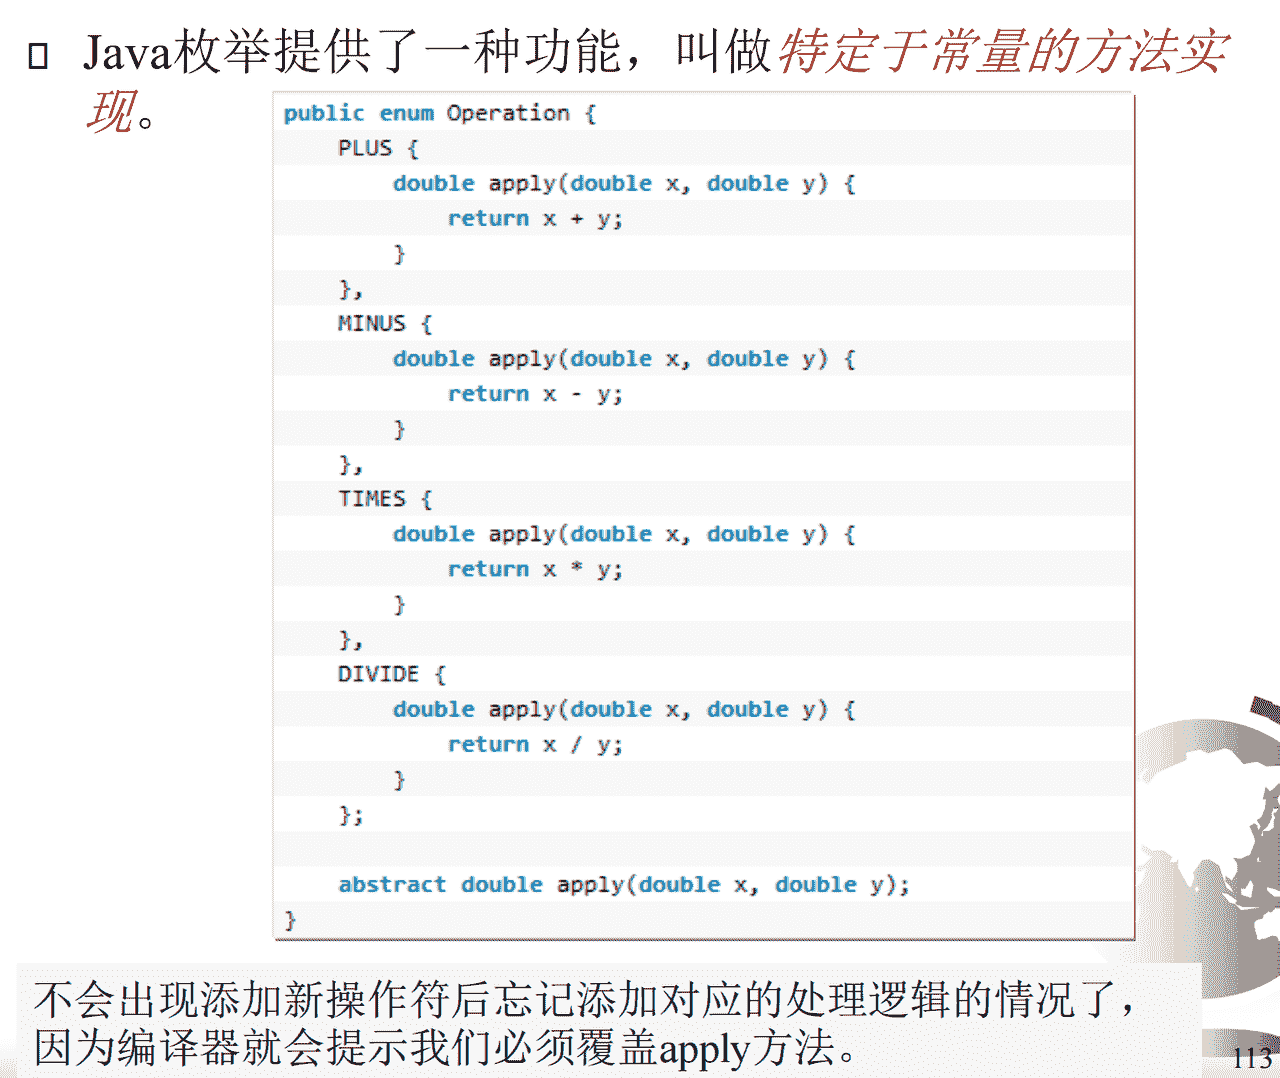 Java枚举提供了一种功能，叫做特定于常量的方法实
现。
public enum Operation {
    PLUS {
        double apply(double x, double y) {
            return x + y;
        }
    },
    MINUS {
        double apply(double x, double y) {
            return x - y;
        }
    },
    TIMES {
        double apply(double x, double y) {
            return x * y;
        }
    },
    DIVIDE {
        double apply(double x, double y) {
            return x / y;
        }
    };
    abstract double apply(double x, double y);
}
不会出现添加新操作符后忘记添加对应的处理逻辑的情况了，
因为编译器就会提示我们必须覆盖apply方法。
113